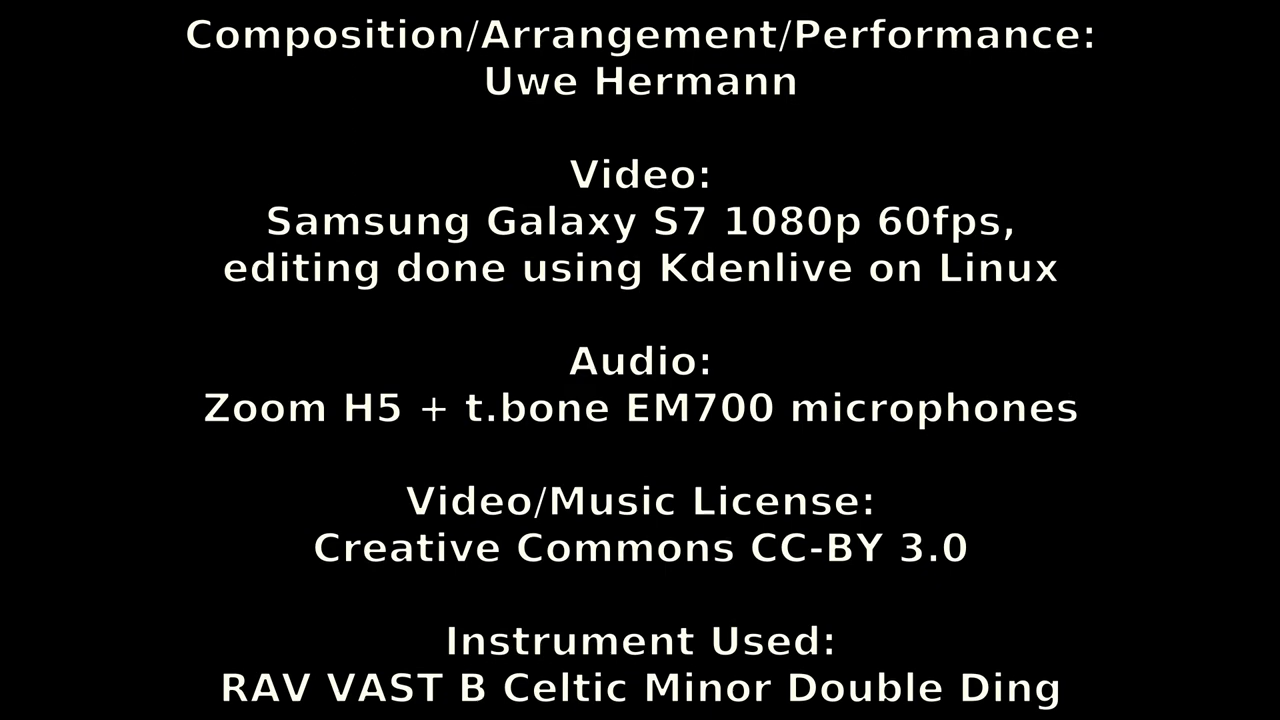 Composition/Arrangement/Performance:
Uwe Hermann
Video:
Samsung Galaxy S7 1080p 60fps,
editing done using Kdenlive on Linux
Audio:
Zoom H5 + t.bone EM700 microphones
Video/Music License:
Creative Commons CC-BY 3.0
Instrument Used:
RAV VAST B Celtic Minor Double Ding